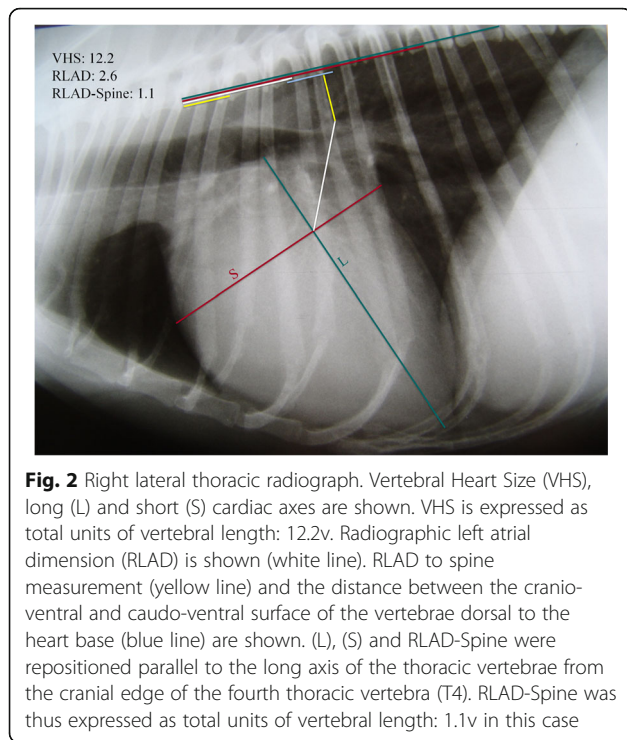 VHS: 12.2
RLAD: 2.6
RLAD-Spine: 1.1
S
L
Fig. 2 Right lateral thoracic radiograph. Vertebral Heart Size (VHS),
long (L) and short (S) cardiac axes are shown. VHS is expressed as
total units of vertebral length: 12.2v. Radiographic left atrial
dimension (RLAD) is shown (white line). RLAD to spine
measurement (yellow line) and the distance between the cranio-
ventral and caudo-ventral surface of the vertebrae dorsal to the
heart base (blue line) are shown. (L), (S) and RLAD-Spine were
repositioned parallel to the long axis of the thoracic vertebrae from
the cranial edge of the fourth thoracic vertebra (T4). RLAD-Spine was
thus expressed as total units of vertebral length: 1.1v in this case